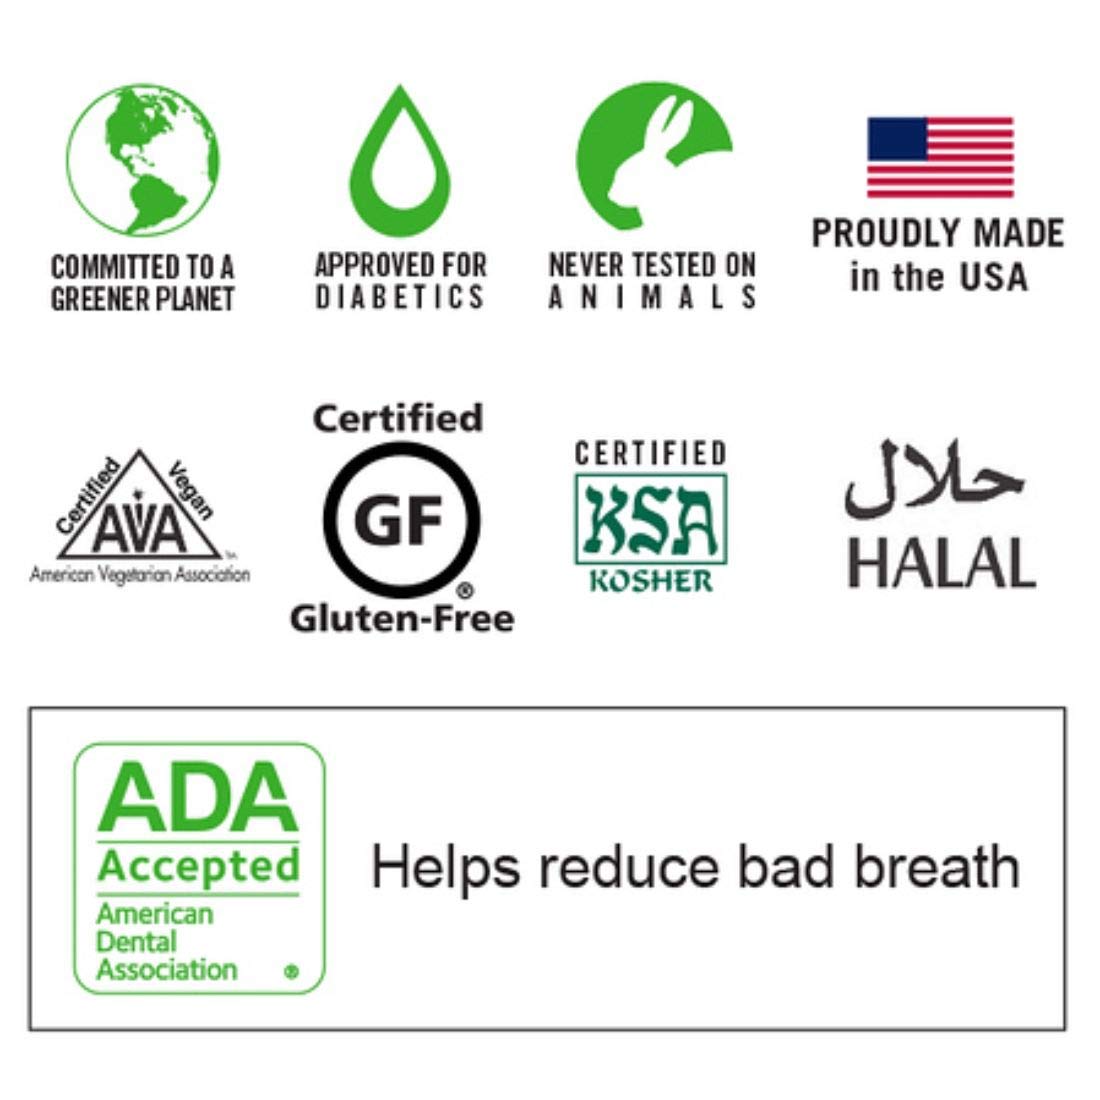 COMMITTED TO A
GREENER PLANET
APPROVED FOR
DIABETICS
NEVER TESTED ON
ANIMALS
PROUDLY MADE
in the USA
Certified Vegan
AVA
TM
American Vegetarian Association
Certified
GF
®
Gluten-Free
CERTIFIED
KSA
KOSHER
حلال
HALAL
ADA
Accepted
American
Dental
Association ®
Helps reduce bad breath